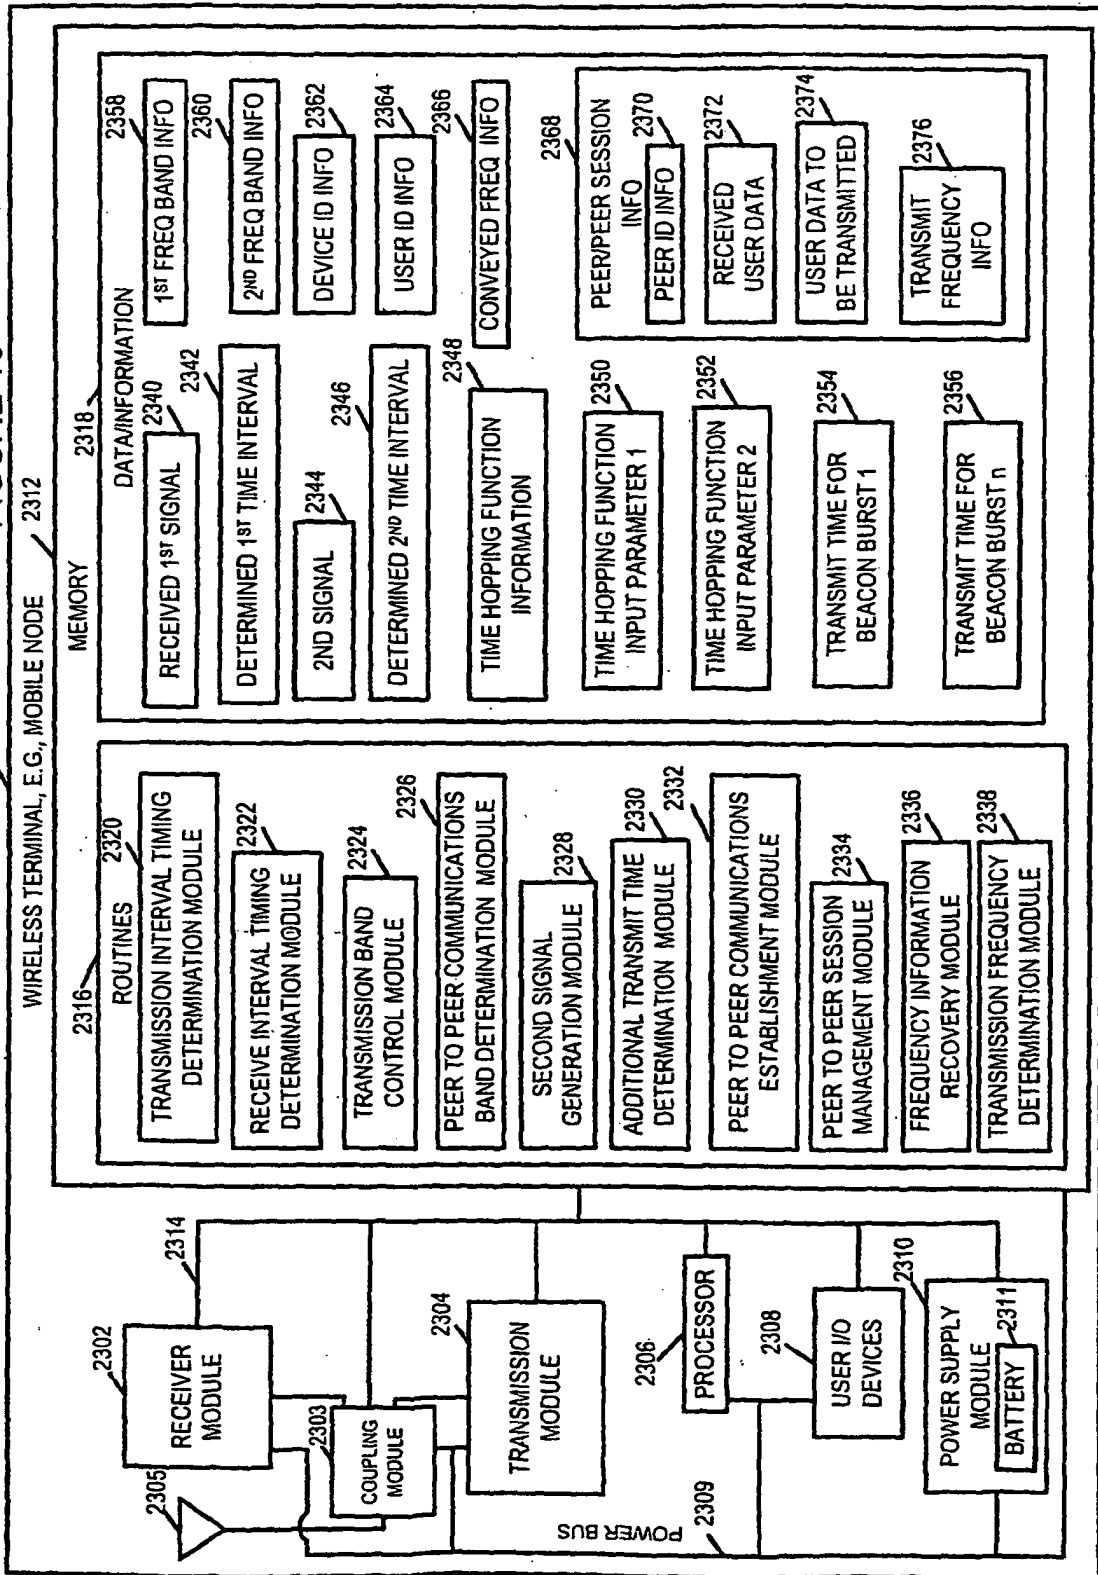 WIRELESS TERMINAL, E.G., MOBILE NODE
2312
MEMORY
2316
ROUTINES
2320
TRANSMISSION INTERVAL TIMING
DETERMINATION MODULE
2322
RECEIVE INTERVAL TIMING
DETERMINATION MODULE
2324
TRANSMISSION BAND
CONTROL MODULE
2326
PEER TO PEER COMMUNICATIONS
BAND DETERMINATION MODULE
2328
SECOND SIGNAL
GENERATION MODULE
2330
ADDITIONAL TRANSMIT TIME
DETERMINATION MODULE
2332
PEER TO PEER COMMUNICATIONS
ESTABLISHMENT MODULE
2334
PEER TO PEER SESSION
MANAGEMENT MODULE
2336
FREQUENCY INFORMATION
RECOVERY MODULE
2338
TRANSMISSION FREQUENCY
DETERMINATION MODULE
2318
DATA/INFORMATION
2340
RECEIVED 1ST SIGNAL
2342
DETERMINED 1ST TIME INTERVAL
2344
2ND SIGNAL
2346
DETERMINED 2ND TIME INTERVAL
2348
TIME HOPPING FUNCTION
INFORMATION
2350
TIME HOPPING FUNCTION
INPUT PARAMETER 1
2352
TIME HOPPING FUNCTION
INPUT PARAMETER 2
2354
TRANSMIT TIME FOR
BEACON BURST 1
2356
TRANSMIT TIME FOR
BEACON BURST n
2358
1ST FREQ BAND INFO
2360
2ND FREQ BAND INFO
2362
DEVICE ID INFO
2364
USER ID INFO
2366
CONVEYED FREQ INFO
2368
PEER/PEER SESSION
INFO
2370
PEER ID INFO
2372
RECEIVED
USER DATA
2374
USER DATA TO
BE TRANSMITTED
2376
TRANSMIT
FREQUENCY
INFO
2302
RECEIVER
MODULE
2314
2305
2303
COUPLING
MODULE
2304
TRANSMISSION
MODULE
2306
PROCESSOR
2308
USER I/O
DEVICES
2310
POWER SUPPLY
MODULE
2311
BATTERY
POWER BUS
2309